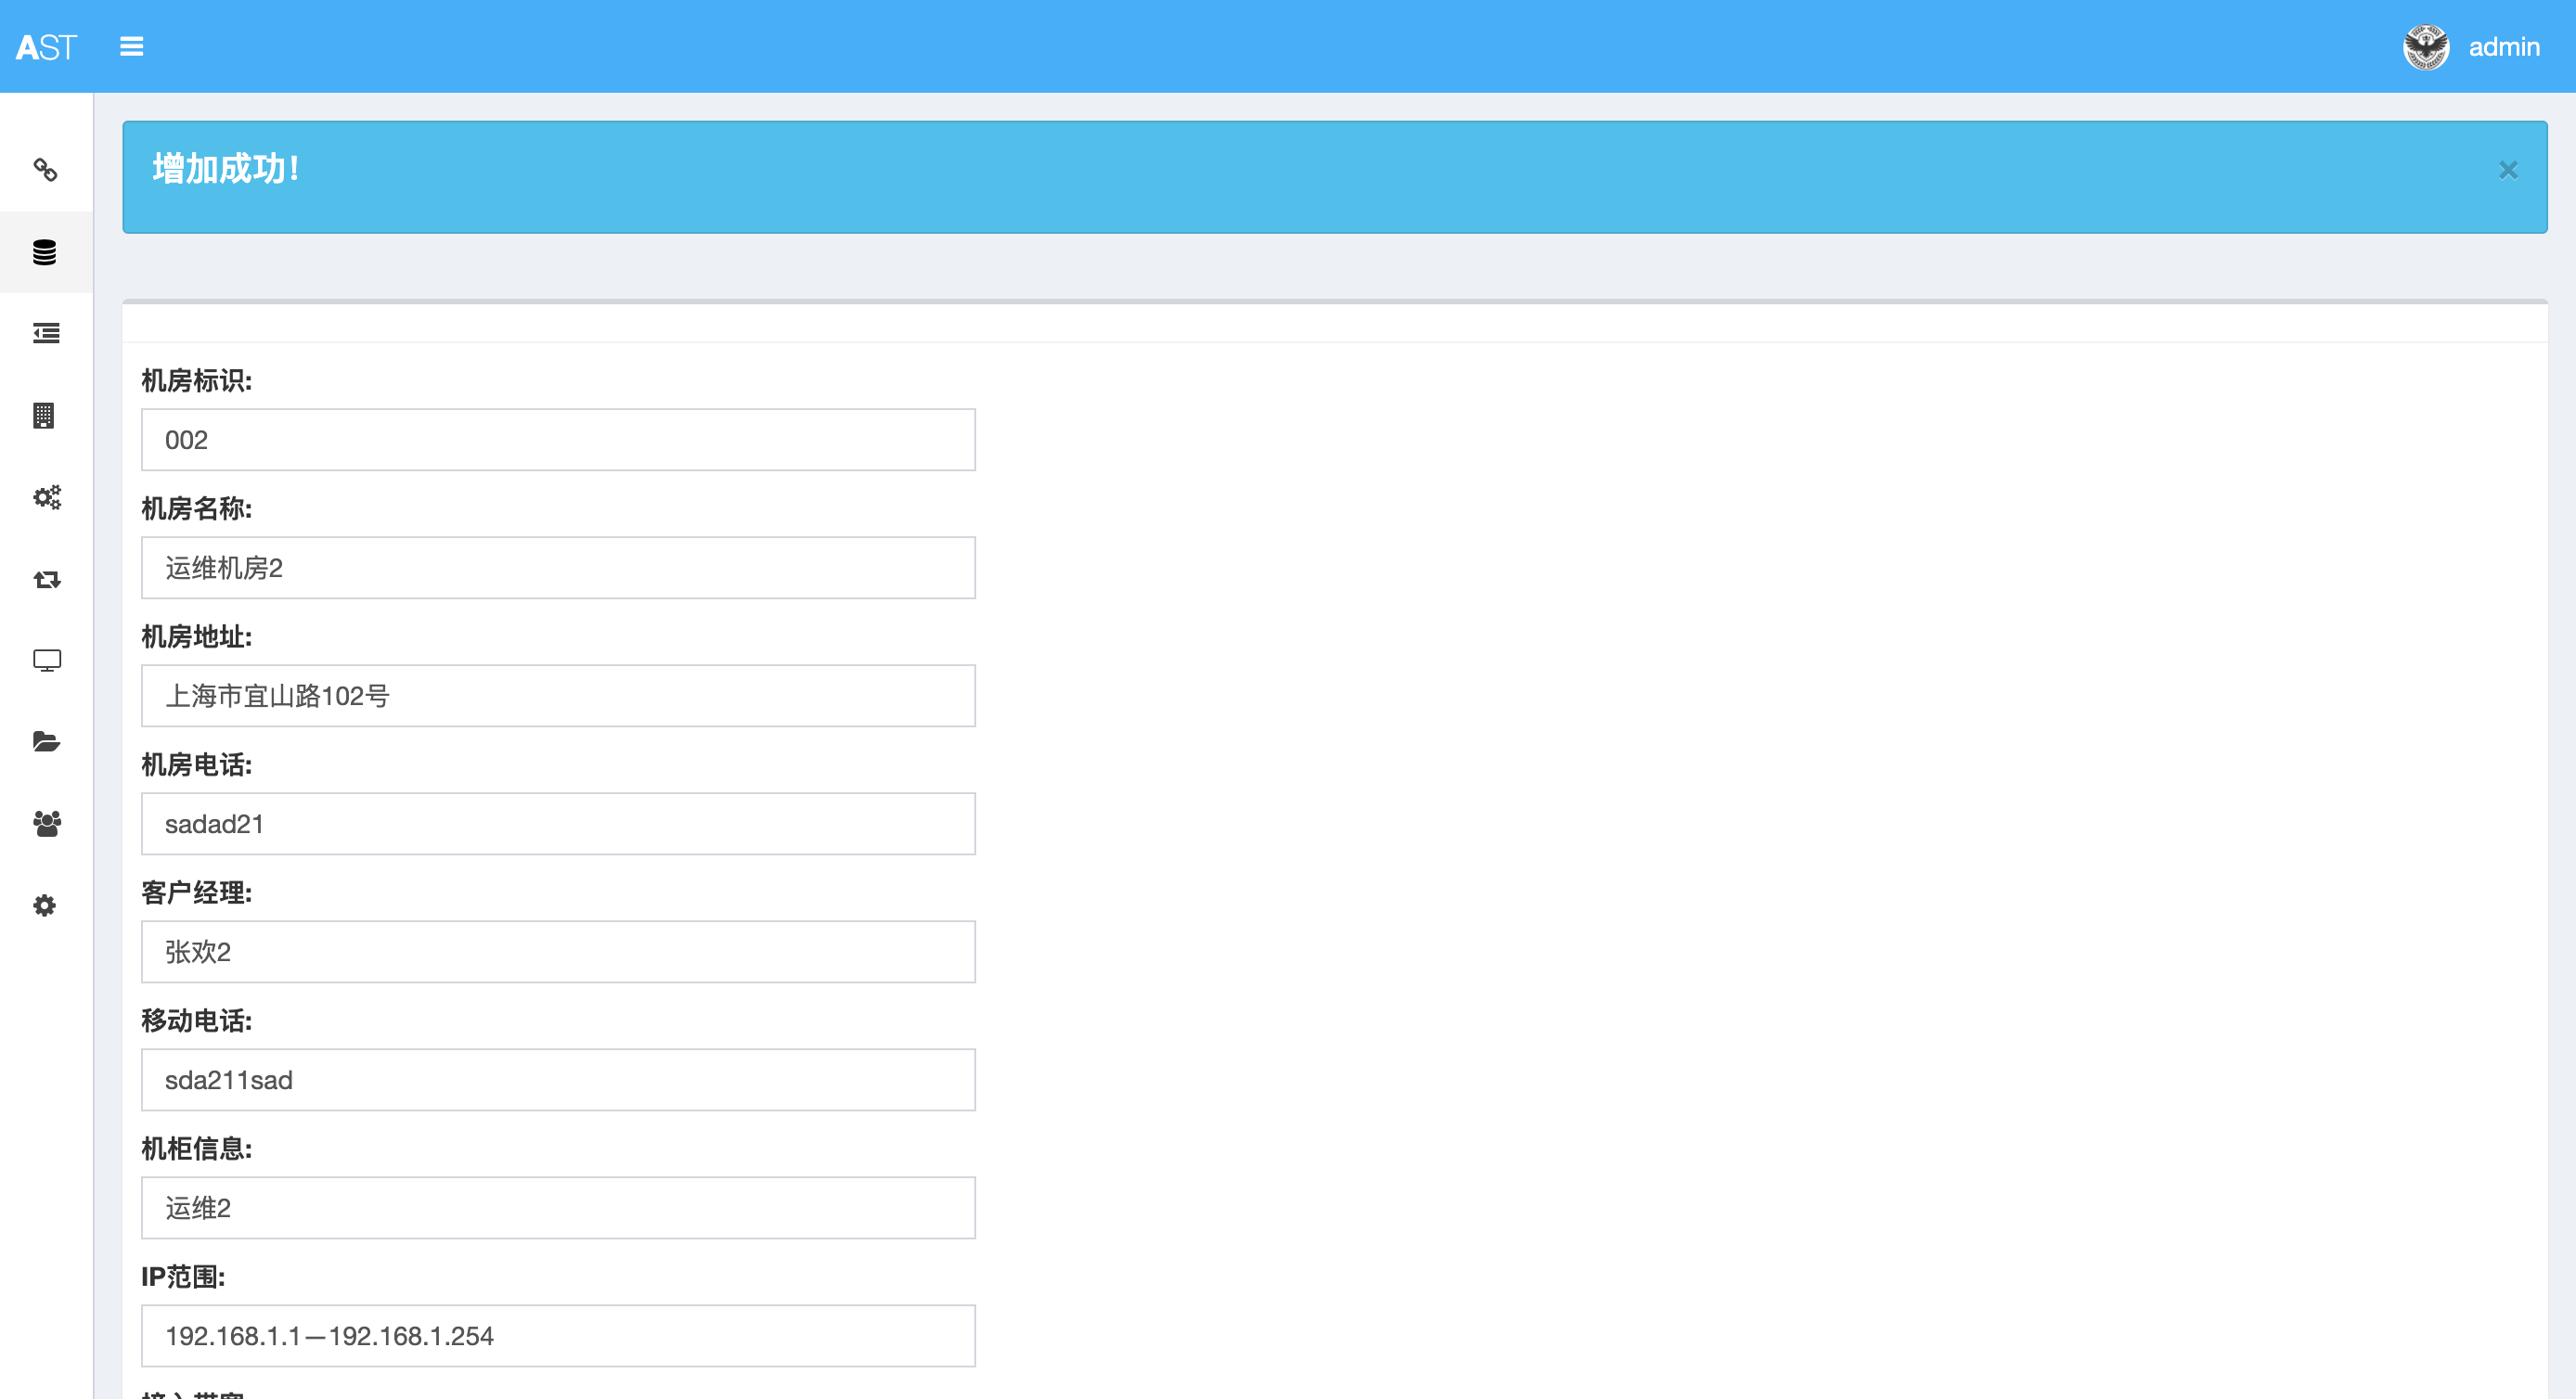 AST
admin
增加成功!
×
机房标识:
002
机房名称:
运维机房2
机房地址:
上海市宜山路102号
机房电话:
sadad21
客户经理:
张欢2
移动电话:
sda211sad
机柜信息:
运维2
IP范围:
192.168.1.1—192.168.1.254